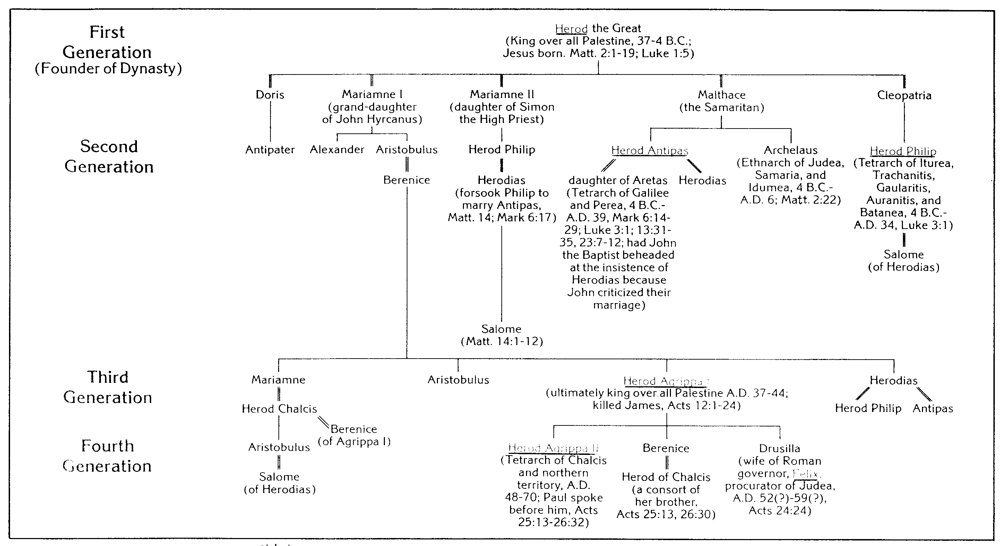 First
Generation
(Founder of Dynasty)
Herod the Great
(King over all Palestine, 37-4 B.C.;
Jesus born. Matt. 2:1-19; Luke 1:5)
Doris
Mariamne I
(grand-daughter
of John Hyrcanus)
Mariamne II
(daughter of Simon
the High Priest)
Malthace
(the Samaritan)
Cleopatria
Second
Generation
Antipater
Alexander
Aristobulus
Berenice
Herod Philip
Herodias
(forsook Philip to
marry Antipas,
Matt. 14; Mark 6:17)
Salome
(Matt. 14:1-12)
Herod Antipas
daughter of Aretas
(Tetrarch of Galilee
and Perea, 4 B.C.-
A.D. 39, Mark 6:14-
29; Luke 3:1; 13:31-
35, 23:7-12; had John
the Baptist beheaded
at the insistence of
Herodias because
John criticized their
marriage)
Herodias
Archelaus
(Ethnarch of Judea,
Samaria, and
Idumea, 4 B.C.-
A.D. 6; Matt. 2:22)
Herod Philip
(Tetrarch of Iturea,
Trachanitis,
Gaularitis,
Auranitis, and
Batanea, 4 B.C.-
A.D. 34, Luke 3:1)
Salome
(of Herodias)
Third
Generation
Mariamne
Herod Chalcis
Berenice
(of Agrippa I)
Aristobulus
Herod Agrippa I
(ultimately king over all Palestine A.D. 37-44;
killed James, Acts 12:1-24)
Herodias
Herod Philip
Antipas
Fourth
Generation
Aristobulus
Salome
(of Herodias)
Herod Agrippa II
(Tetrarch of Chalcis
and northern
territory, A.D.
48-70; Paul spoke
before him, Acts
25:13-26:32)
Berenice
Herod of Chalcis
(a consort of
her brother,
Acts 25:13, 26:30)
Drusilla
(wife of Roman
governor, Felix,
procurator of Judea,
A.D. 52(?)-59(?),
Acts 24:24)